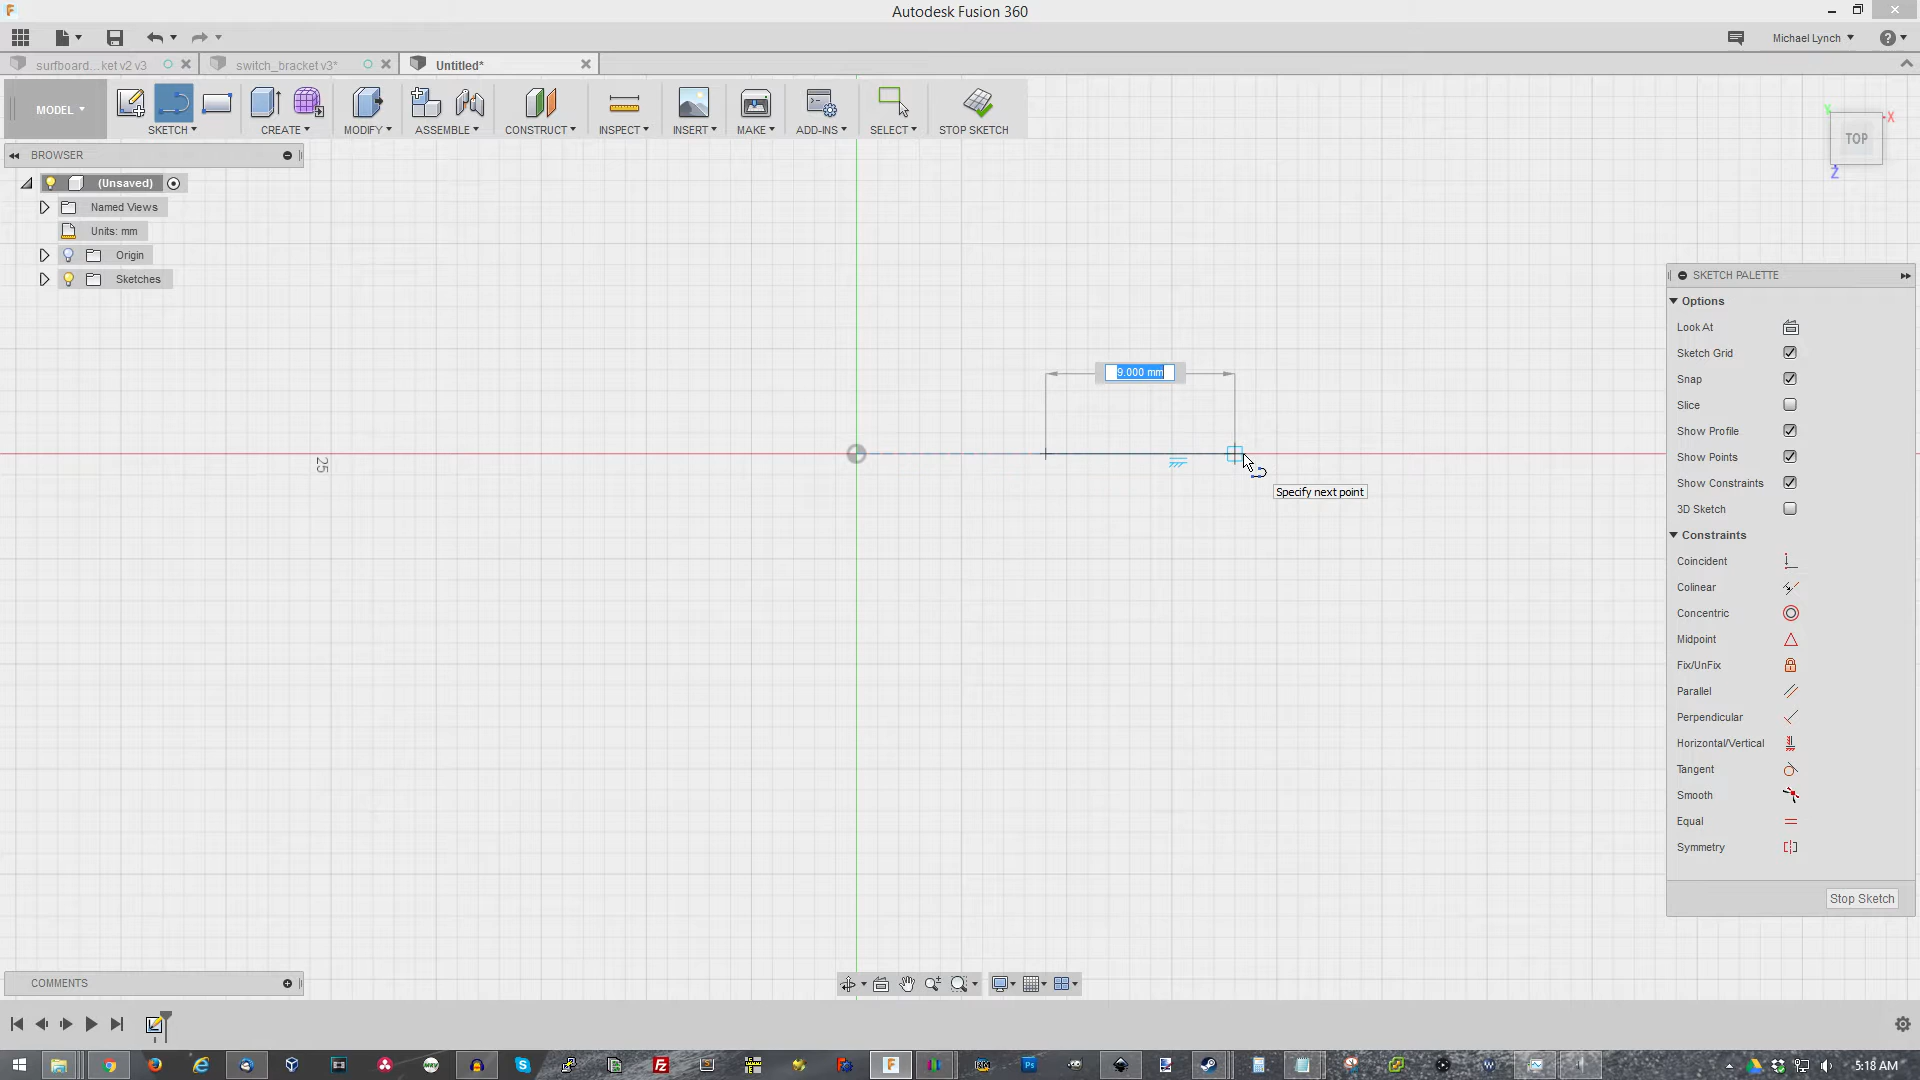 Autodesk Fusion 360
Michael Lynch
surfboard...ket v2 v3
switch_bracket v3*
Untitled*
MODEL
SKETCH
CREATE
MODIFY
ASSEMBLE
CONSTRUCT
INSPECT
INSERT
MAKE
ADD-INS
SELECT
STOP SKETCH
Y
X
TOP
Z
BROWSER
(Unsaved)
Named Views
Units: mm
Origin
Sketches
9.000 mm
25
Specify next point
SKETCH PALETTE
Options
Look At
Sketch Grid
Snap
Slice
Show Profile
Show Points
Show Constraints
3D Sketch
Constraints
Coincident
Colinear
Concentric
Midpoint
Fix/UnFix
Parallel
Perpendicular
Horizontal/Vertical
Tangent
Smooth
Equal
Symmetry
Stop Sketch
COMMENTS
5:18 AM